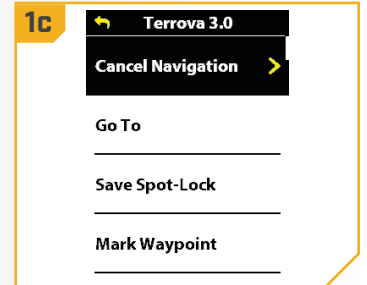 1c
Terrova 3.0
Cancel Navigation
Go To
Save Spot-Lock
Mark Waypoint